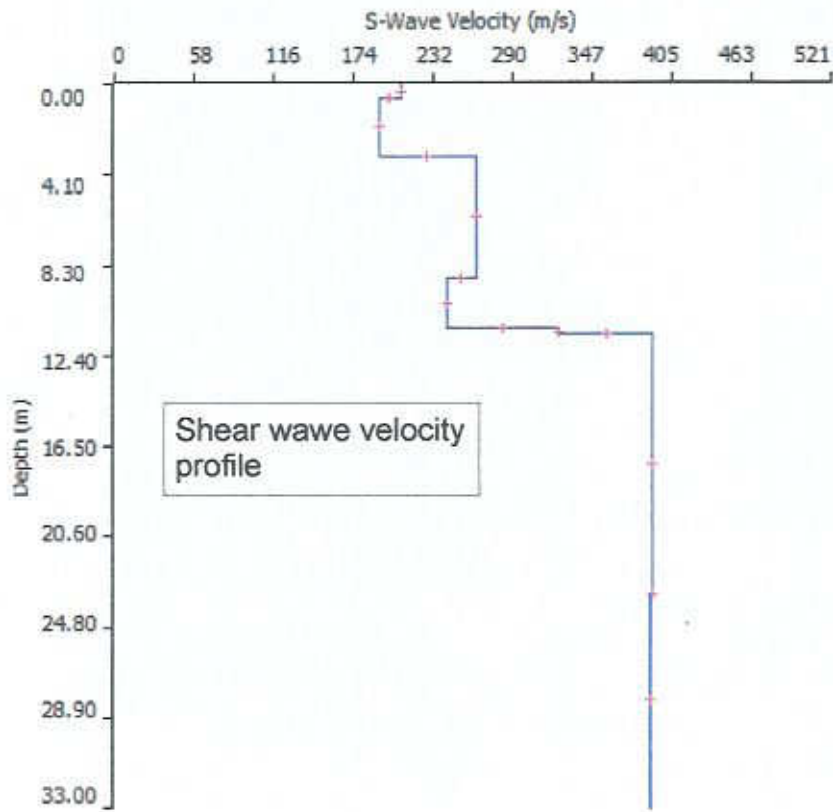 S-Wave Velocity (m/s)
0 58 116 174 232 290 347 405 463 521
0.00
4.10
8.30
12.40
16.50
20.60
24.80
28.90
33.00
Depth (m)
Shear wawe velocity
profile